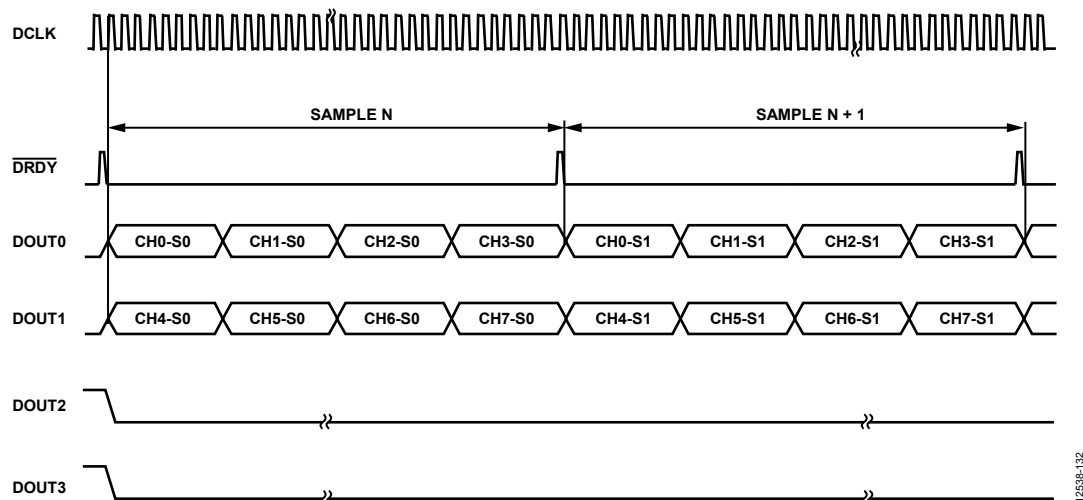 DCLK
SAMPLE N SAMPLE N + 1
DRDY
DOUT0 CH0-S0 CH1-S0 CH2-S0 CH3-S0 CH0-S1 CH1-S1 CH2-S1 CH3-S1
DOUT1 CH4-S0 CH5-S0 CH6-S0 CH7-S0 CH4-S1 CH5-S1 CH6-S1 CH7-S1
DOUT2
DOUT3
12538-132